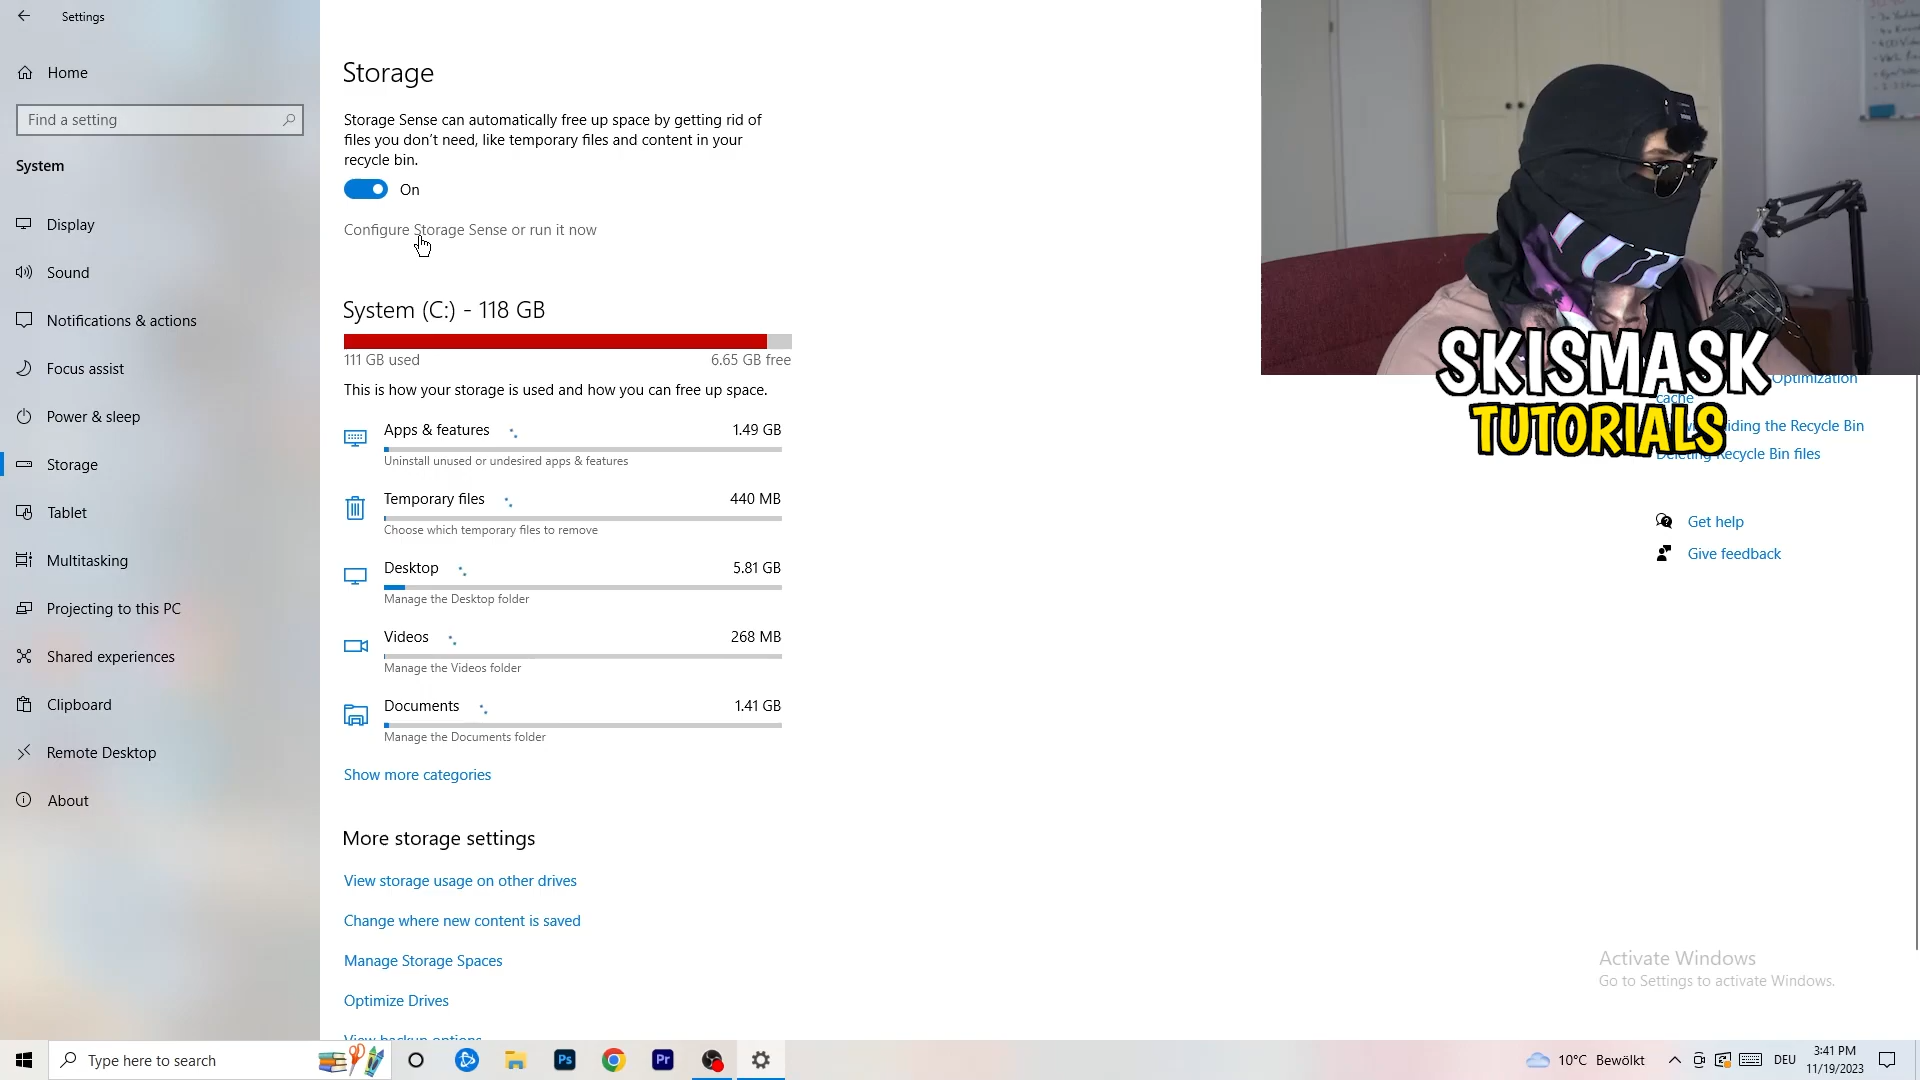 Settings
Home
Find a setting
System
Display
Sound
Notifications & actions
Focus assist
Power & sleep
Storage
Tablet
Multitasking
Projecting to this PC
Shared experiences
Clipboard
Remote Desktop
About
Storage
Storage Sense can automatically free up space by getting rid of
files you don't need, like temporary files and content in your
recycle bin.
On
Configure Storage Sense or run it now
System (C:) - 118 GB
111 GB used
6.65 GB free
This is how your storage is used and how you can free up space.
Apps & features
1.49 GB
Uninstall unused or undesired apps & features
Temporary files
440 MB
Choose which temporary files to remove
Desktop
5.81 GB
Manage the Desktop folder
Videos
268 MB
Manage the Videos folder
Documents
1.41 GB
Manage the Documents folder
Show more categories
More storage settings
View storage usage on other drives
Change where new content is saved
Manage Storage Spaces
Optimize Drives
View backup options
SKISMASK
TUTORIALS
Optimization
cache
the Recycle Bin
Recycle Bin files
Get help
Give feedback
Activate Windows
Go to Settings to activate Windows.
Type here to search
Ps
Pr
10°C Bewölkt
DEU
3:41 PM
11/19/2023